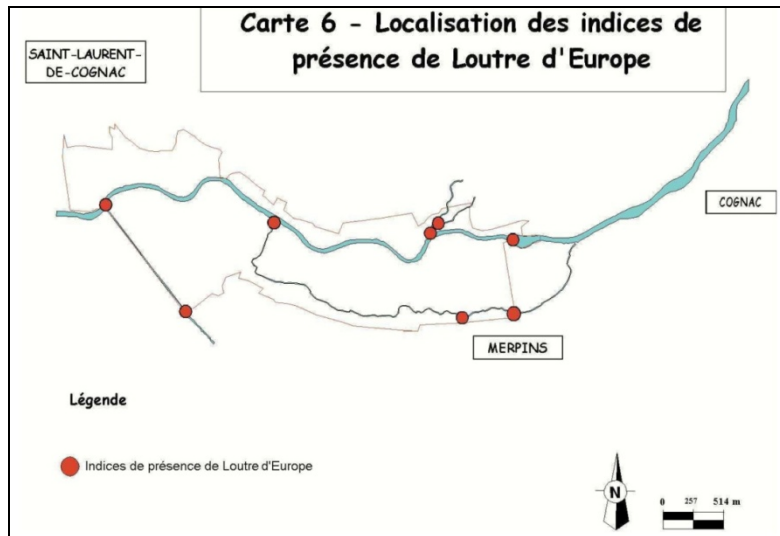 Carte 6 - Localisation des indices de
présence de Loutre d'Europe
SAINT-LAURENT-
DE-COGNAC
COGNAC
MERPINS
Légende
Indices de présence de Loutre d'Europe
N
0 257 514 m